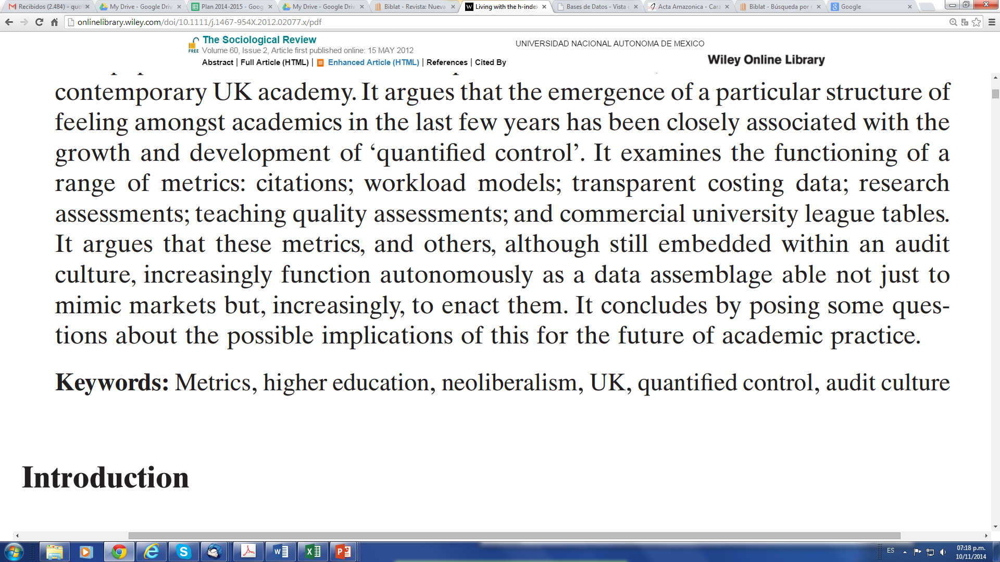 Recibidos (2.484) - quo
My Drive - Google Driv
Plan 2014-2015 - Goog
My Drive - Google Driv
Biblat - Revista: Nueva
Living with the h-index
Bases de Datos - Vista
Acta Amazonica - Cara
Biblat - Búsqueda por
Google
onlinelibrary.wiley.com/doi/10.1111/j.1467-954X.2012.02077.x/pdf
FREE
The Sociological Review
Volume 60, Issue 2, Article first published online: 15 MAY 2012
Abstract | Full Article (HTML) | Enhanced Article (HTML) | References | Cited By
UNIVERSIDAD NACIONAL AUTONOMA DE MEXICO
Wiley Online Library
contemporary UK academy. It argues that the emergence of a particular structure of
feeling amongst academics in the last few years has been closely associated with the
growth and development of ‘quantified control’. It examines the functioning of a
range of metrics: citations; workload models; transparent costing data; research
assessments; teaching quality assessments; and commercial university league tables.
It argues that these metrics, and others, although still embedded within an audit
culture, increasingly function autonomously as a data assemblage able not just to
mimic markets but, increasingly, to enact them. It concludes by posing some ques-
tions about the possible implications of this for the future of academic practice.
Keywords: Metrics, higher education, neoliberalism, UK, quantified control, audit culture
Introduction
ES
07:18 p.m.
10/11/2014